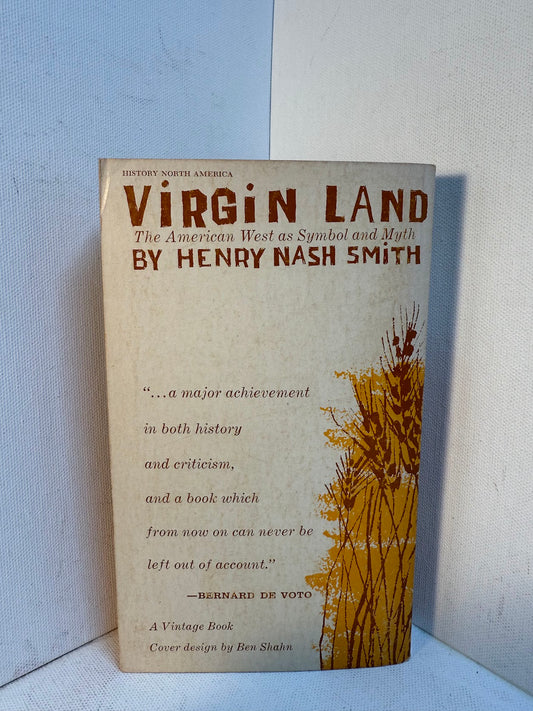 HISTORY NORTH AMERICA
ViRGiN LAND
The American West as Symbol and Myth
BY HENRY NASH SMiTH
“...a major achievement
in both history
and criticism,
and a book which
from now on can never be
left out of account.”
—BERNARD DE VOTO
A Vintage Book
Cover design by Ben Shahn